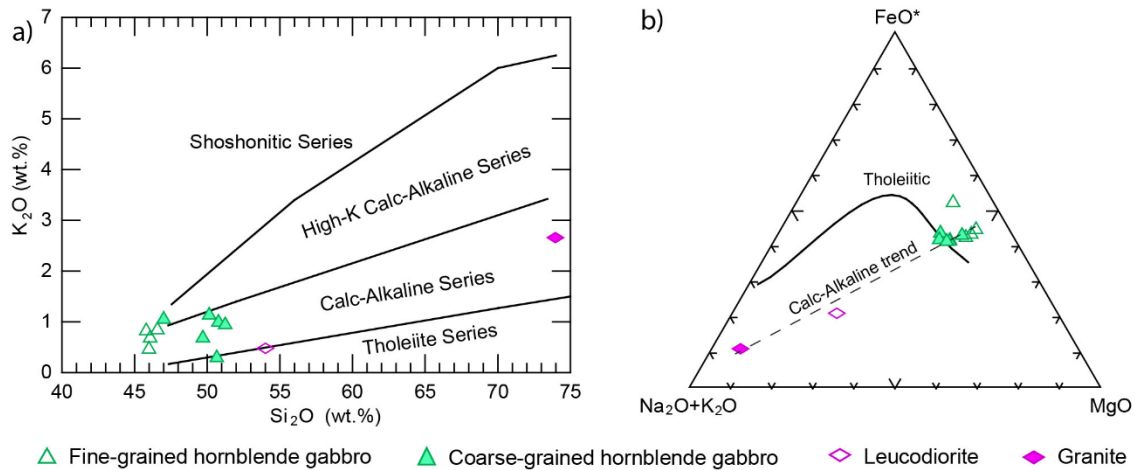 a)
7
6
5
4
3
2
1
0
K₂O (wt.%)
40 45 50 55 60 65 70 75
Si₂O (wt.%)
Shoshonitic Series
High-K Calc-Alkaline Series
Calc-Alkaline Series
Tholeiite Series
b)
FeO*
Tholeiitic
Calc-Alkaline trend
Na₂O+K₂O
MgO
Fine-grained hornblende gabbro Coarse-grained hornblende gabbro Leucodiorite Granite